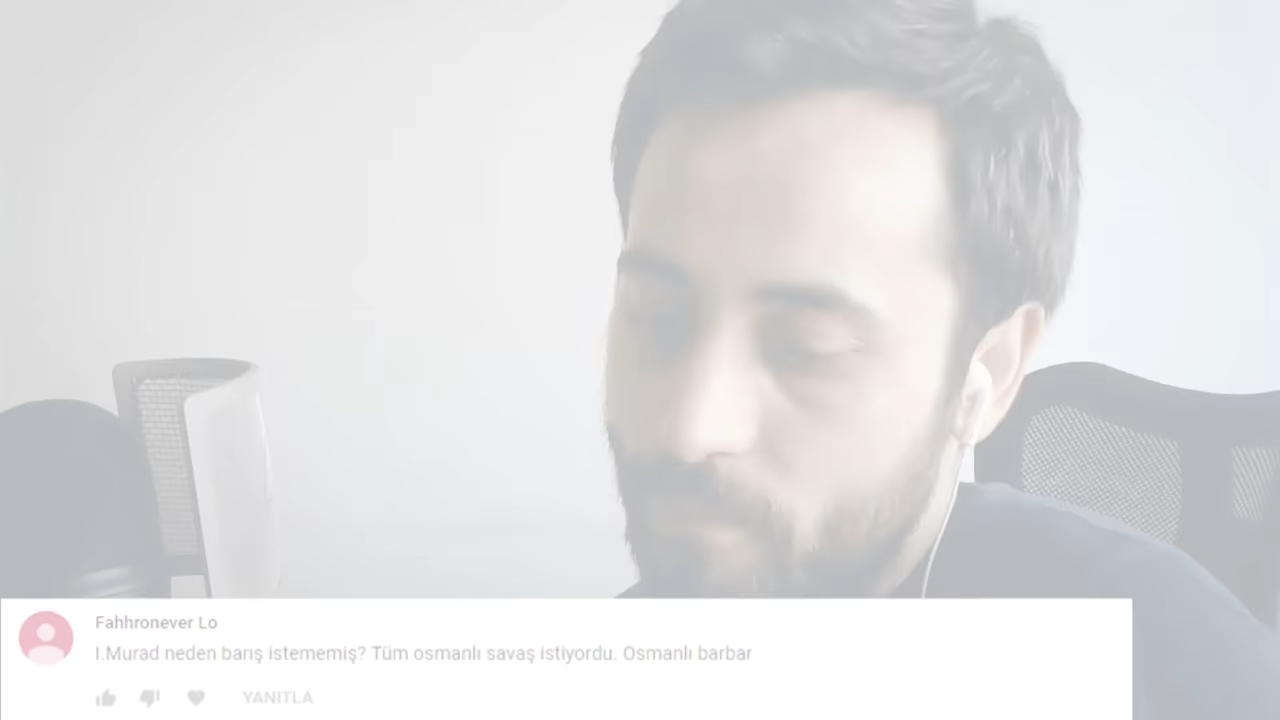 Fahhronever Lo
I.Murad neden barış istememiş? Tüm osmanlı savaş istiyordu. Osmanlı barbar
YANITLA